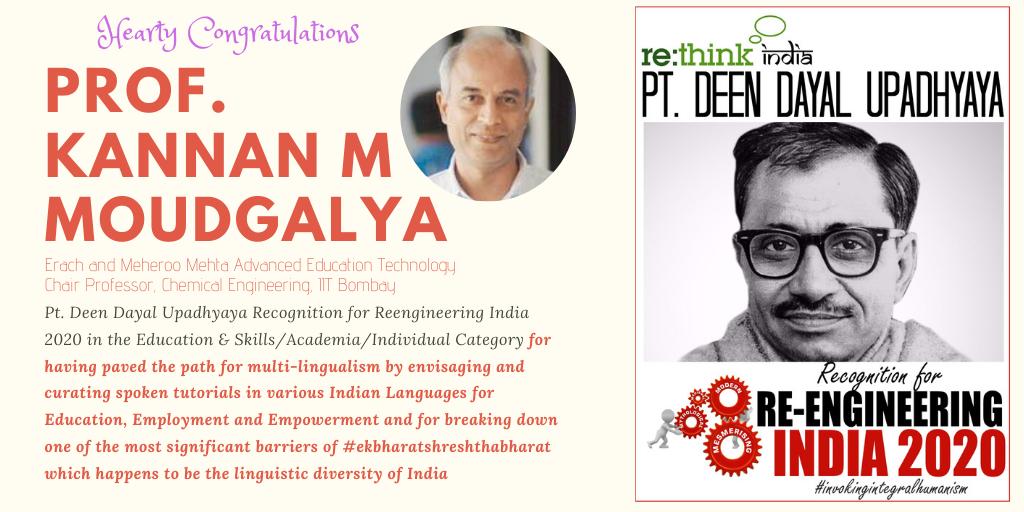 Hearty Congratulations
PROF.
KANNAN M
MOUDGALYA
Erach and Meheroo Mehta Advanced Education Technology
Chair Professor, Chemical Engineering, IIT Bombay
Pt. Deen Dayal Upadhyaya Recognition for Reengineering India
2020 in the Education & Skills/Academia/Individual Category for
having paved the path for multi-lingualism by envisaging and
curating spoken tutorials in various Indian Languages for
Education, Employment and Empowerment and for breaking down
one of the most significant barriers of #ekbharatshreshthabharat
which happens to be the linguistic diversity of India
re:think india
PT. DEEN DAYAL UPADHYAYA
Recognition for
MODERN
MESMERISING
RE-ENGINEERING
INDIA 2020
#invokingintegralhumanism